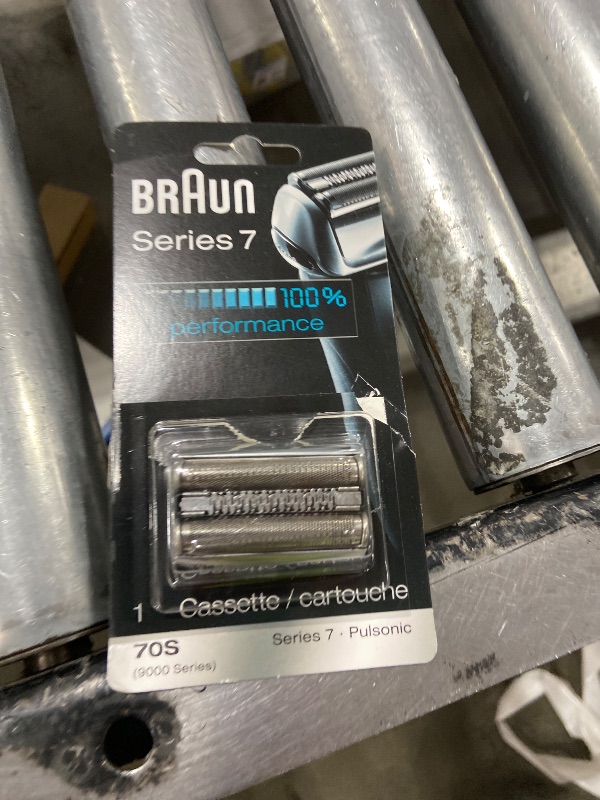 BRAUN
Series 7
100%
performance
1 Cassette / cartouche
70S
(9000 Series)
Series 7 · Pulsonic